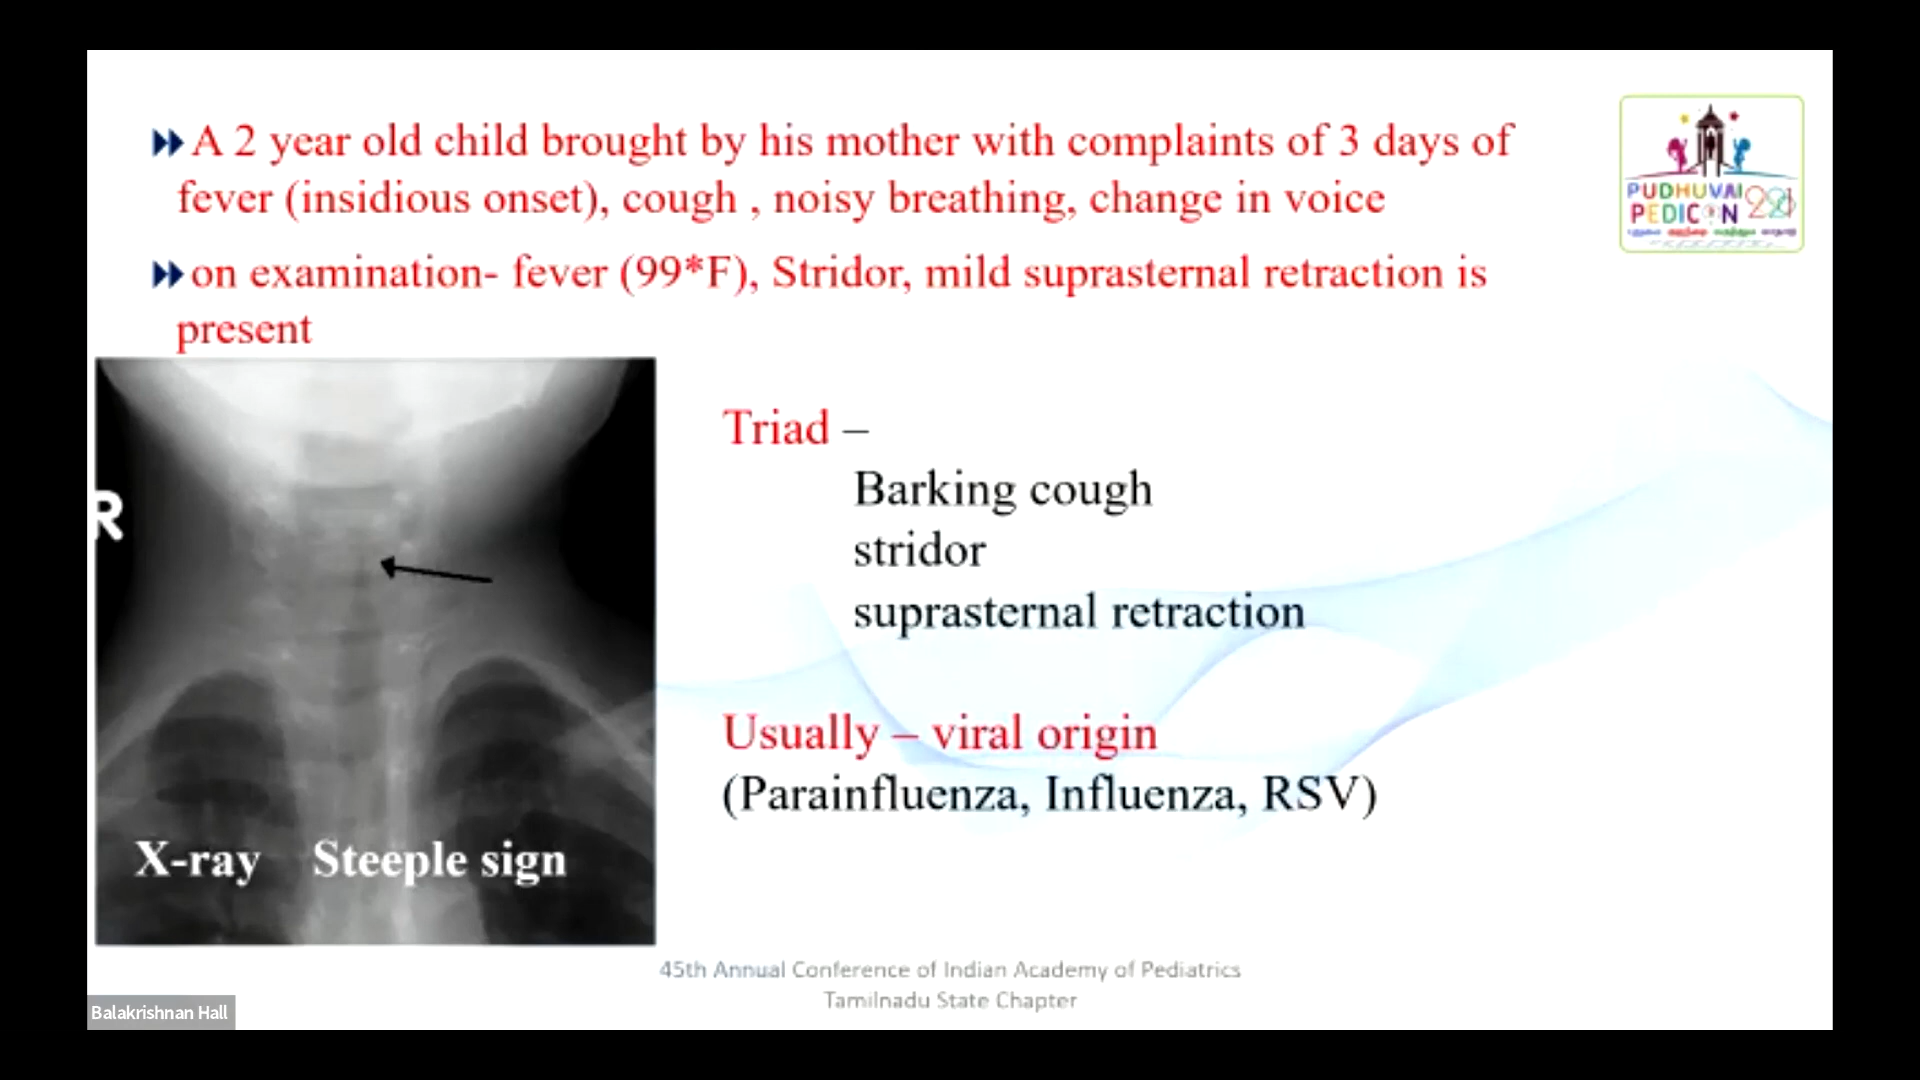 A 2 year old child brought by his mother with complaints of 3 days of
fever (insidious onset), cough , noisy breathing, change in voice
on examination- fever (99*F), Stridor, mild suprasternal retraction is
present
PUDHUVAI
PEDICON
R
X-ray Steeple sign
Triad –
Barking cough
stridor
suprasternal retraction
Usually – viral origin
(Parainfluenza, Influenza, RSV)
45th Annual Conference of Indian Academy of Pediatrics
Tamilnadu State Chapter
Balakrishnan Hall